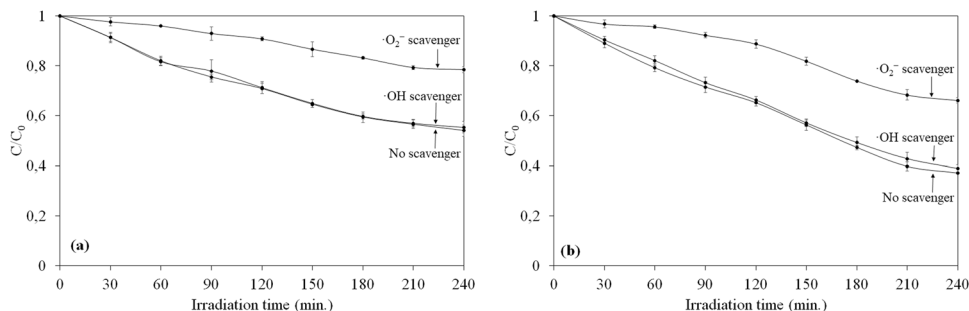 1
0,8
0,6
0,4
0,2
0
C/C0
·O2− scavenger
·OH scavenger
No scavenger
(a)
0 30 60 90 120 150 180 210 240
Irradiation time (min.)
1
0,8
0,6
0,4
0,2
0
C/C0
·O2− scavenger
·OH scavenger
No scavenger
(b)
0 30 60 90 120 150 180 210 240
Irradiation time (min.)